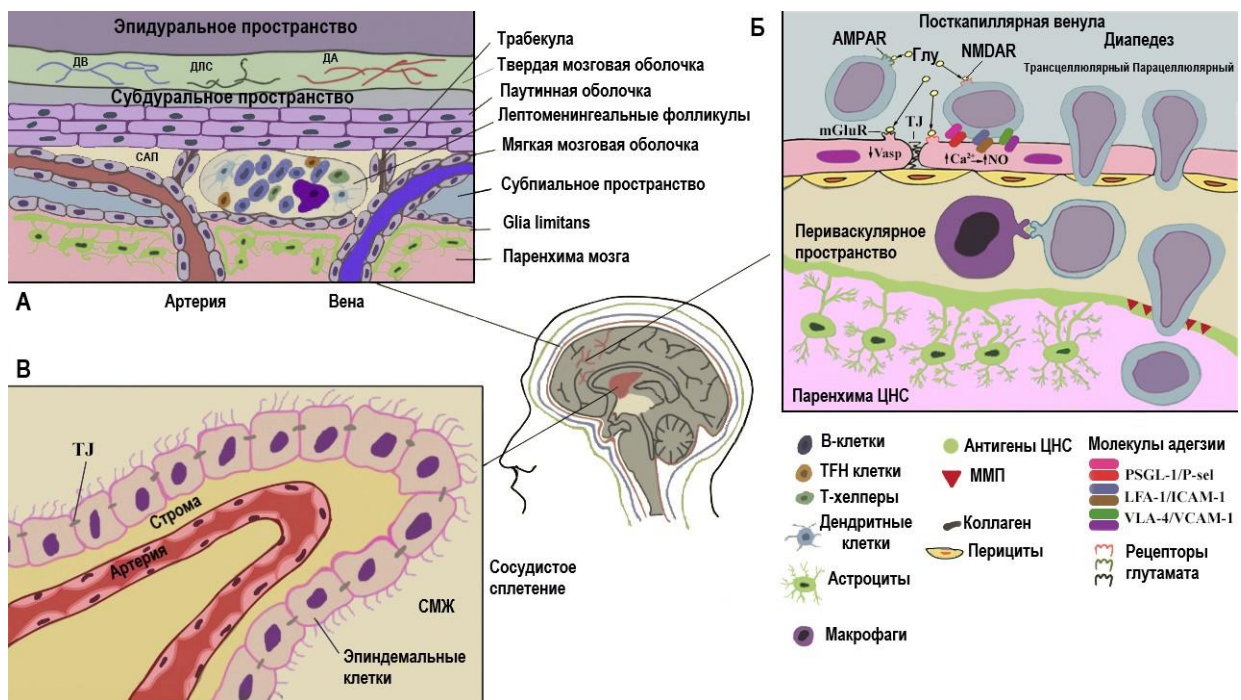 Эпидуральное пространство
ДВ
ДЛС
ДА
Субдуральное пространство
САП
Трабекула
Твердая мозговая оболочка
Паутинная оболочка
Лептоменингеальные фолликулы
Мягкая мозговая оболочка
Субпиальное пространство
Glia limitans
Паренхима мозга
А
Артерия
Вена
Б
Посткапиллярная венула
AMPAR
Глу
NMDAR
Диапедез
Трансцеллюлярный Парацеллюлярный
mGluR
TJ
↓Vasp
↑Ca²⁺→↑NO
Периваскулярное
пространство
Паренхима ЦНС
В
TJ
Строма
Артерия
СМЖ
Эпиндемальные
клетки
Сосудистое
сплетение
В-клетки
TFH клетки
Т-хелперы
Дендритные
клетки
Астроциты
Макрофаги
Антигены ЦНС
ММП
Коллаген
Перициты
Молекулы адегзии
PSGL-1/P-sel
LFA-1/ICAM-1
VLA-4/VCAM-1
Рецепторы
глутамата